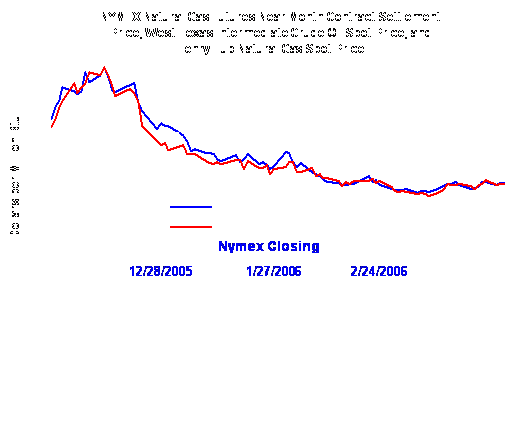 NYMEX Natural Gas Futures Near Month Contract Settlement
Price, West Texas Intermediate Crude Oil Spot Price, and
Henry Hub Natural Gas Spot Price
Nymex Closing
12/28/2005 1/27/2006 2/24/2006